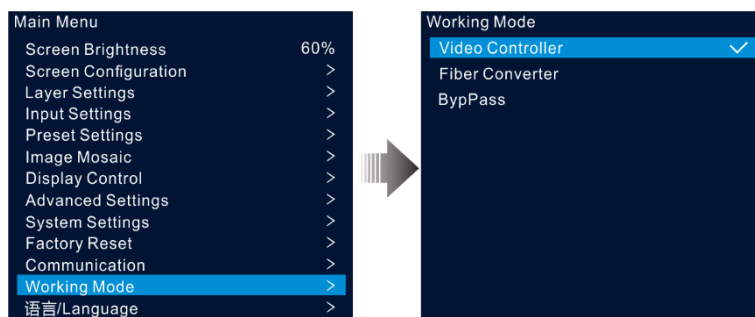 Main Menu
Screen Brightness 60%
Screen Configuration >
Layer Settings >
Input Settings >
Preset Settings >
Image Mosaic >
Display Control >
Advanced Settings >
System Settings >
Factory Reset >
Communication >
Working Mode >
语言/Language >
Working Mode
Video Controller ✓
Fiber Converter
BypPass